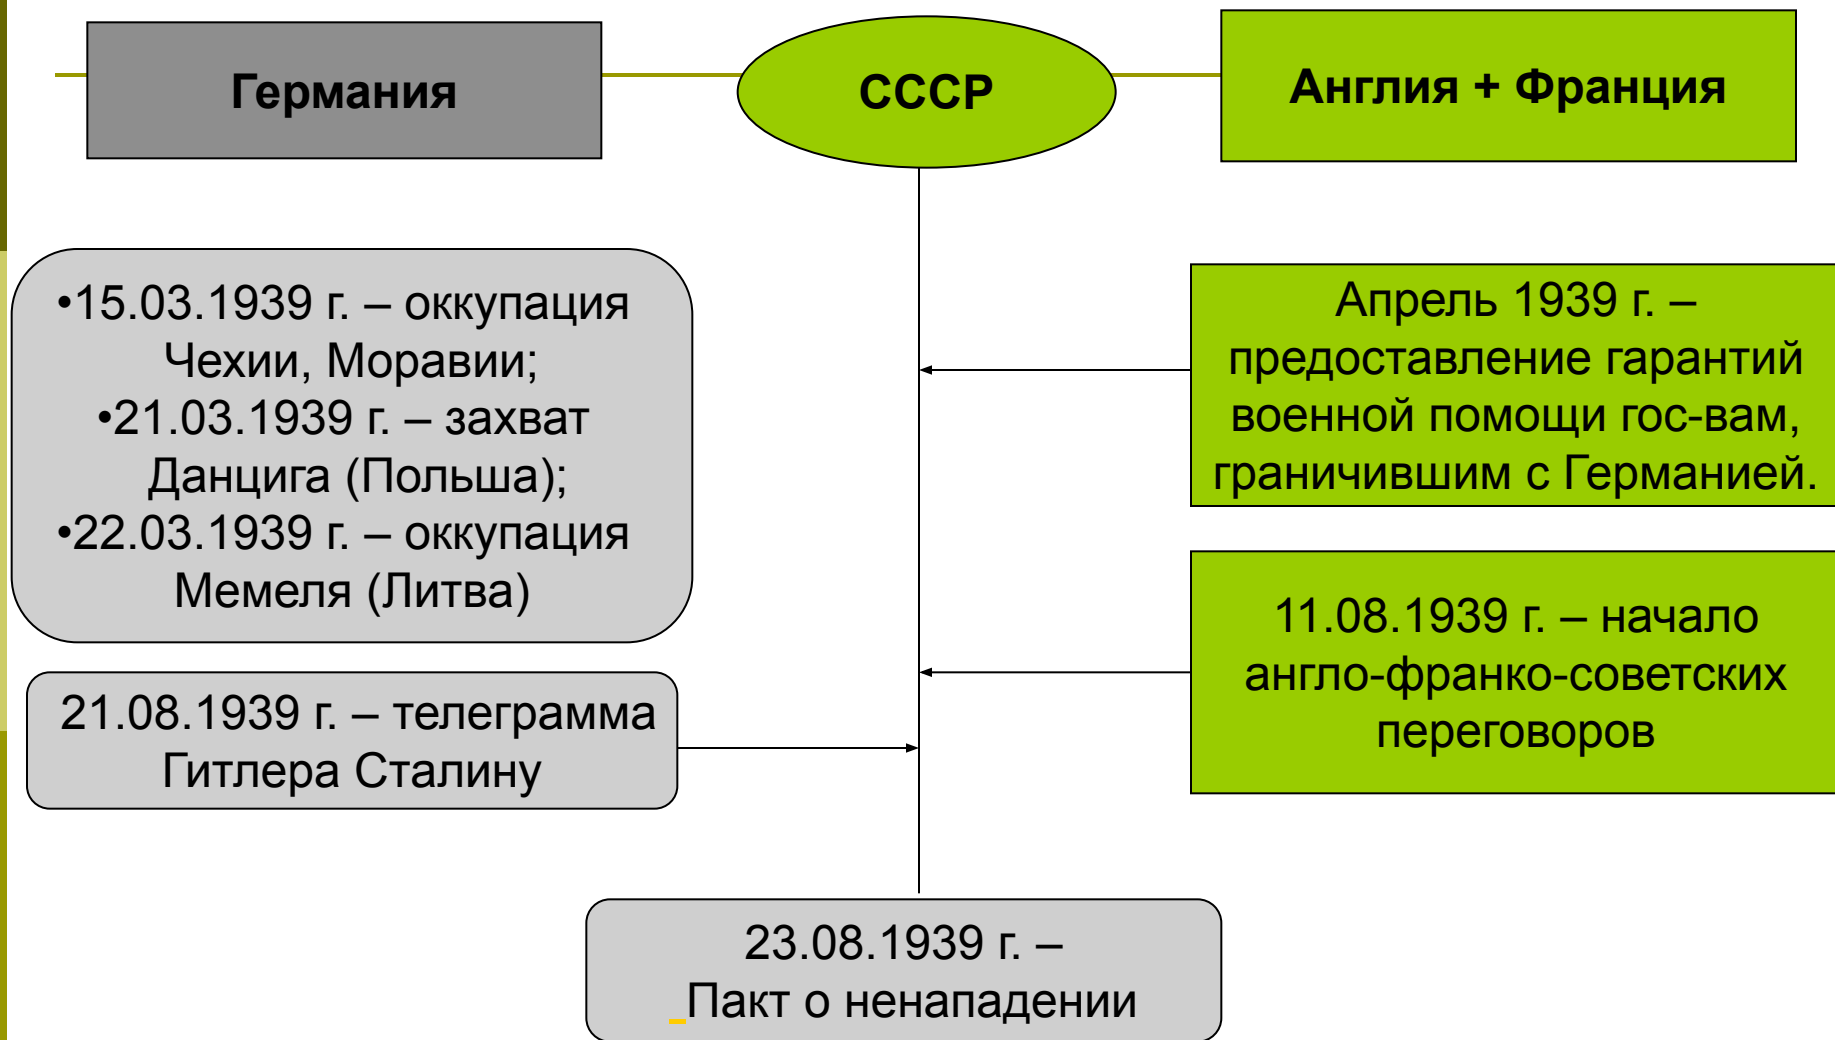 Германия
СССР
Англия + Франция
•15.03.1939 г. – оккупация
Чехии, Моравии;
•21.03.1939 г. – захват
Данцига (Польша);
•22.03.1939 г. – оккупация
Мемеля (Литва)
Апрель 1939 г. –
предоставление гарантий
военной помощи гос-вам,
граничившим с Германией.
11.08.1939 г. – начало
англо-франко-советских
переговоров
21.08.1939 г. – телеграмма
Гитлера Сталину
23.08.1939 г. –
Пакт о ненападении